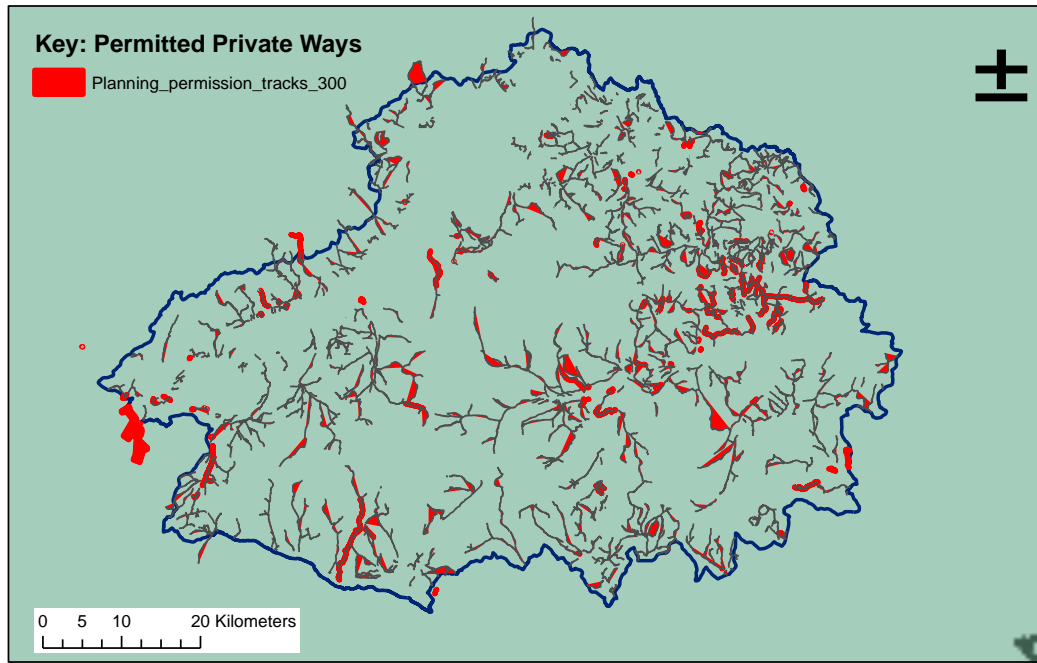 Key: Permitted Private Ways
Planning_permission_tracks_300
0 5 10 20 Kilometers